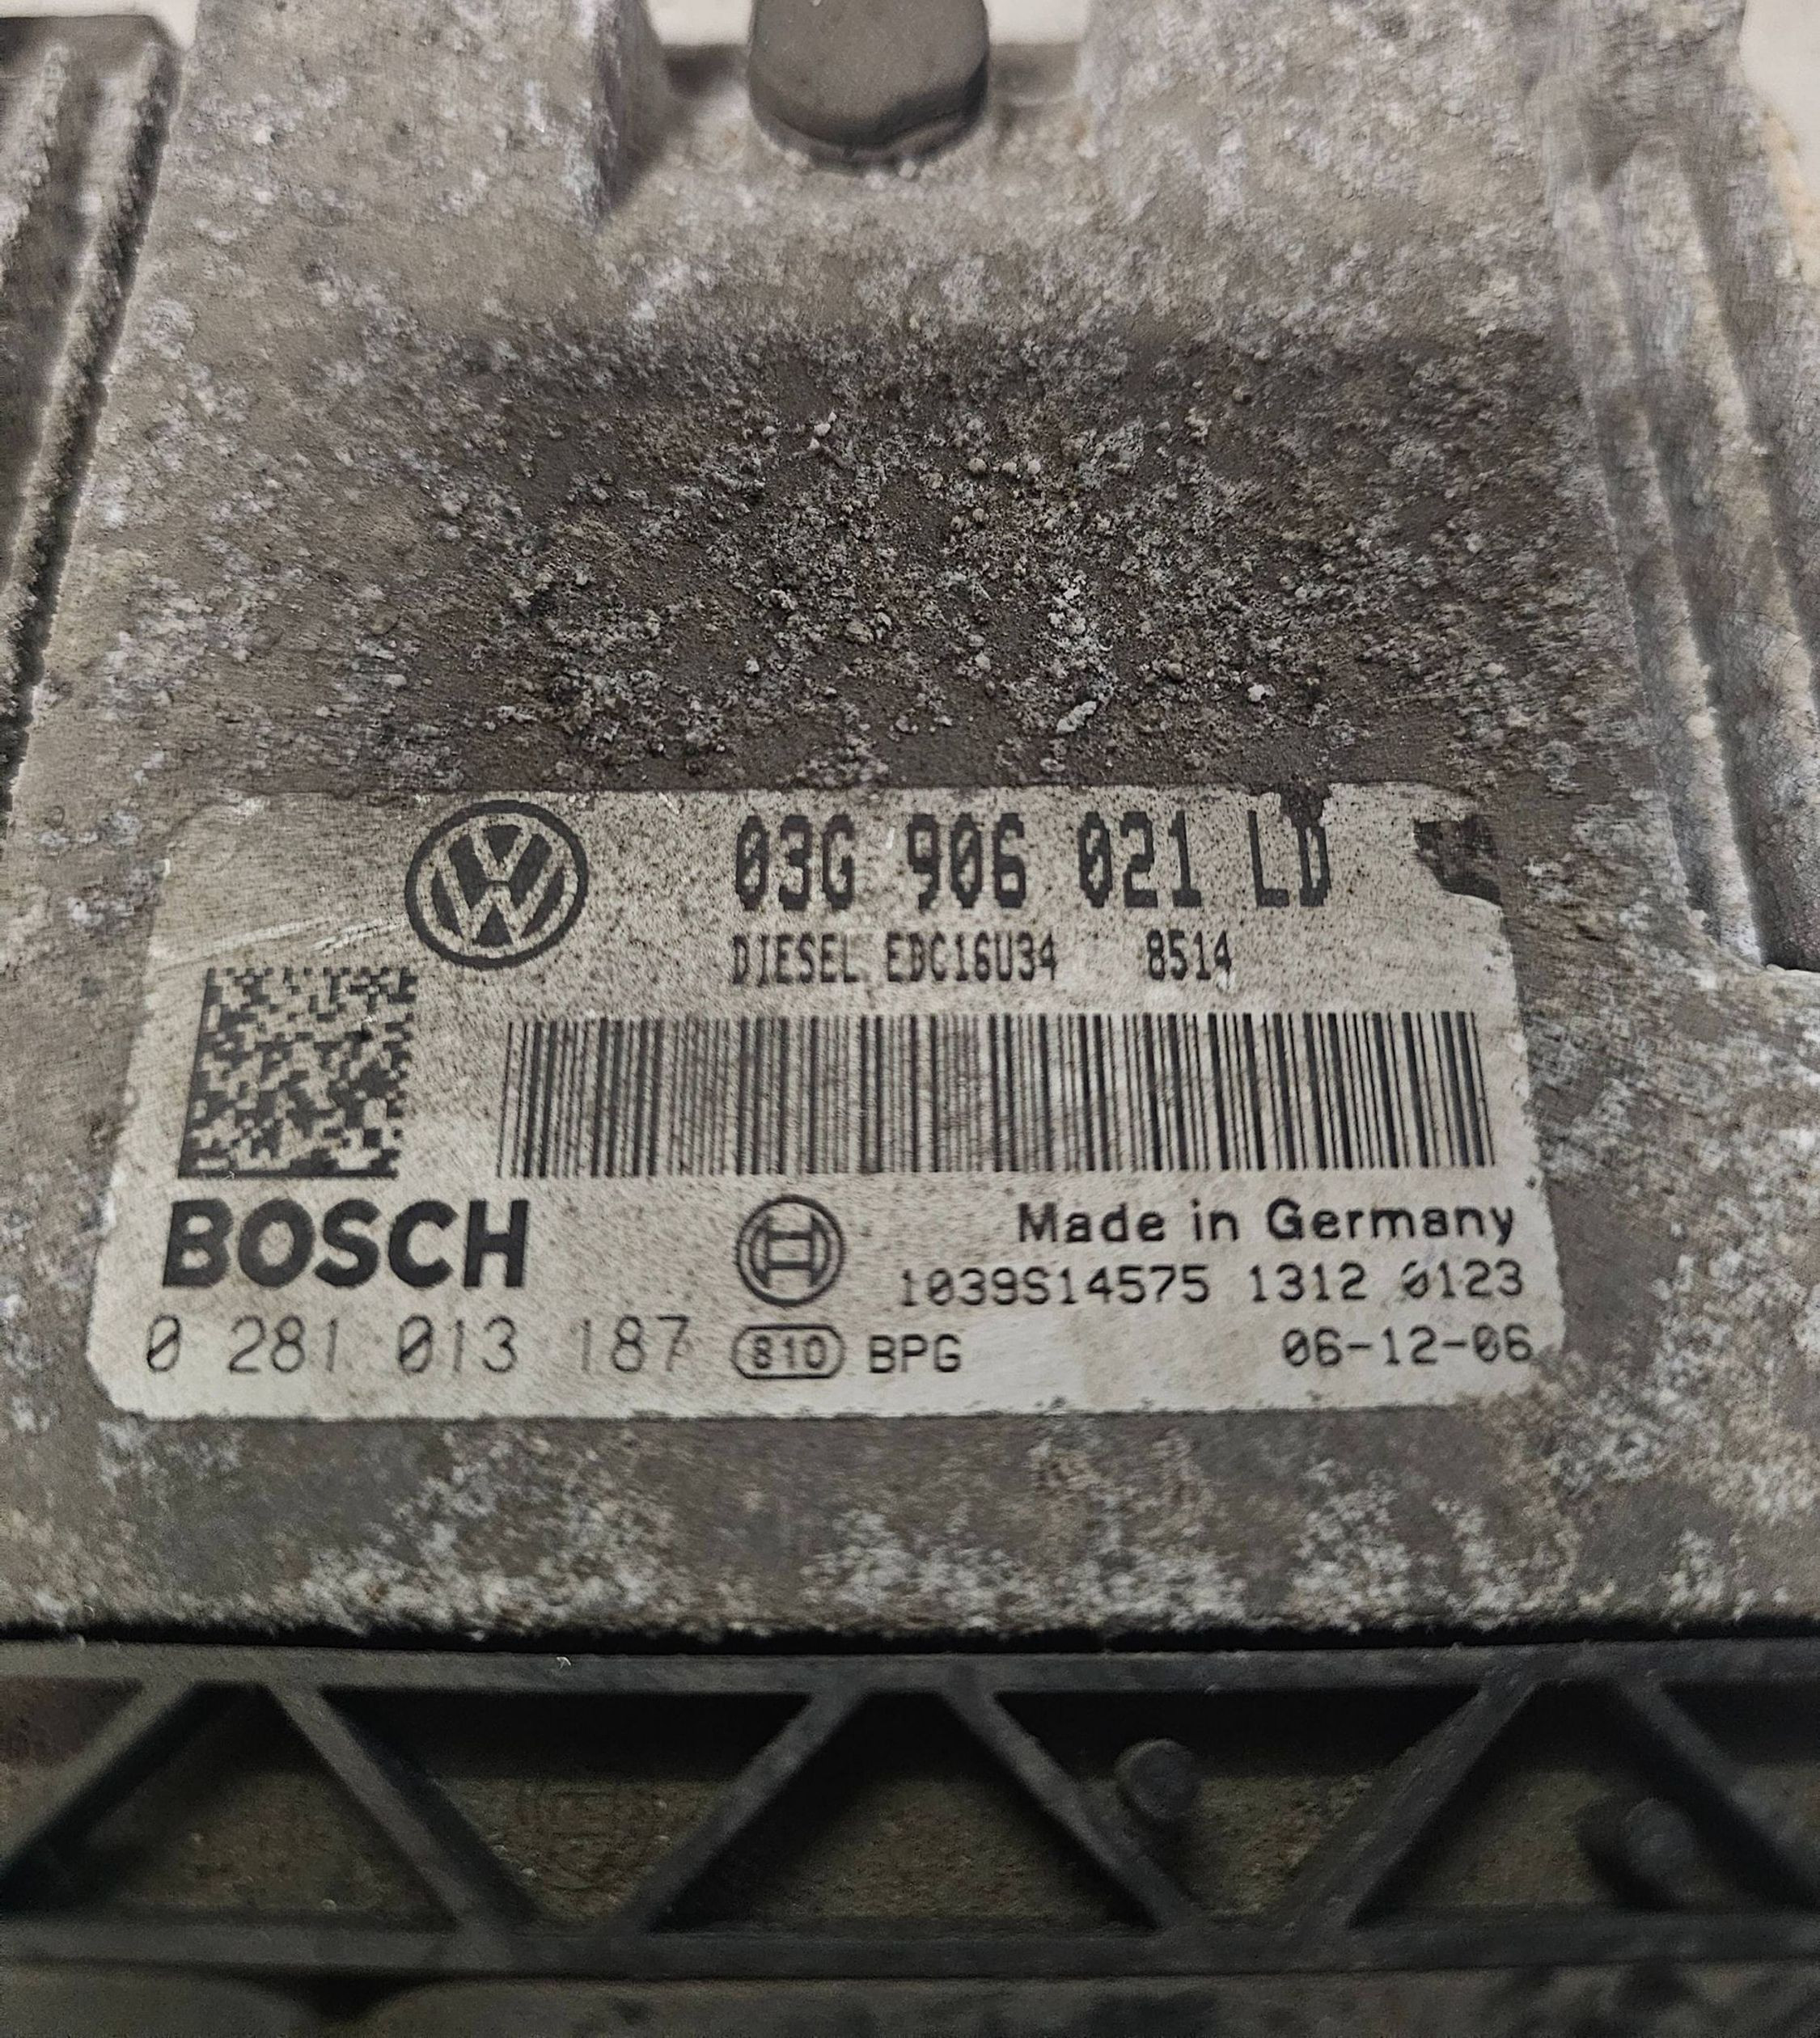 03G 906 021 LD
DIESEL EDC16U34 8514
BOSCH
Made in Germany
1039S14575 1312 0123
0 281 013 187 810 BPG 06-12-06